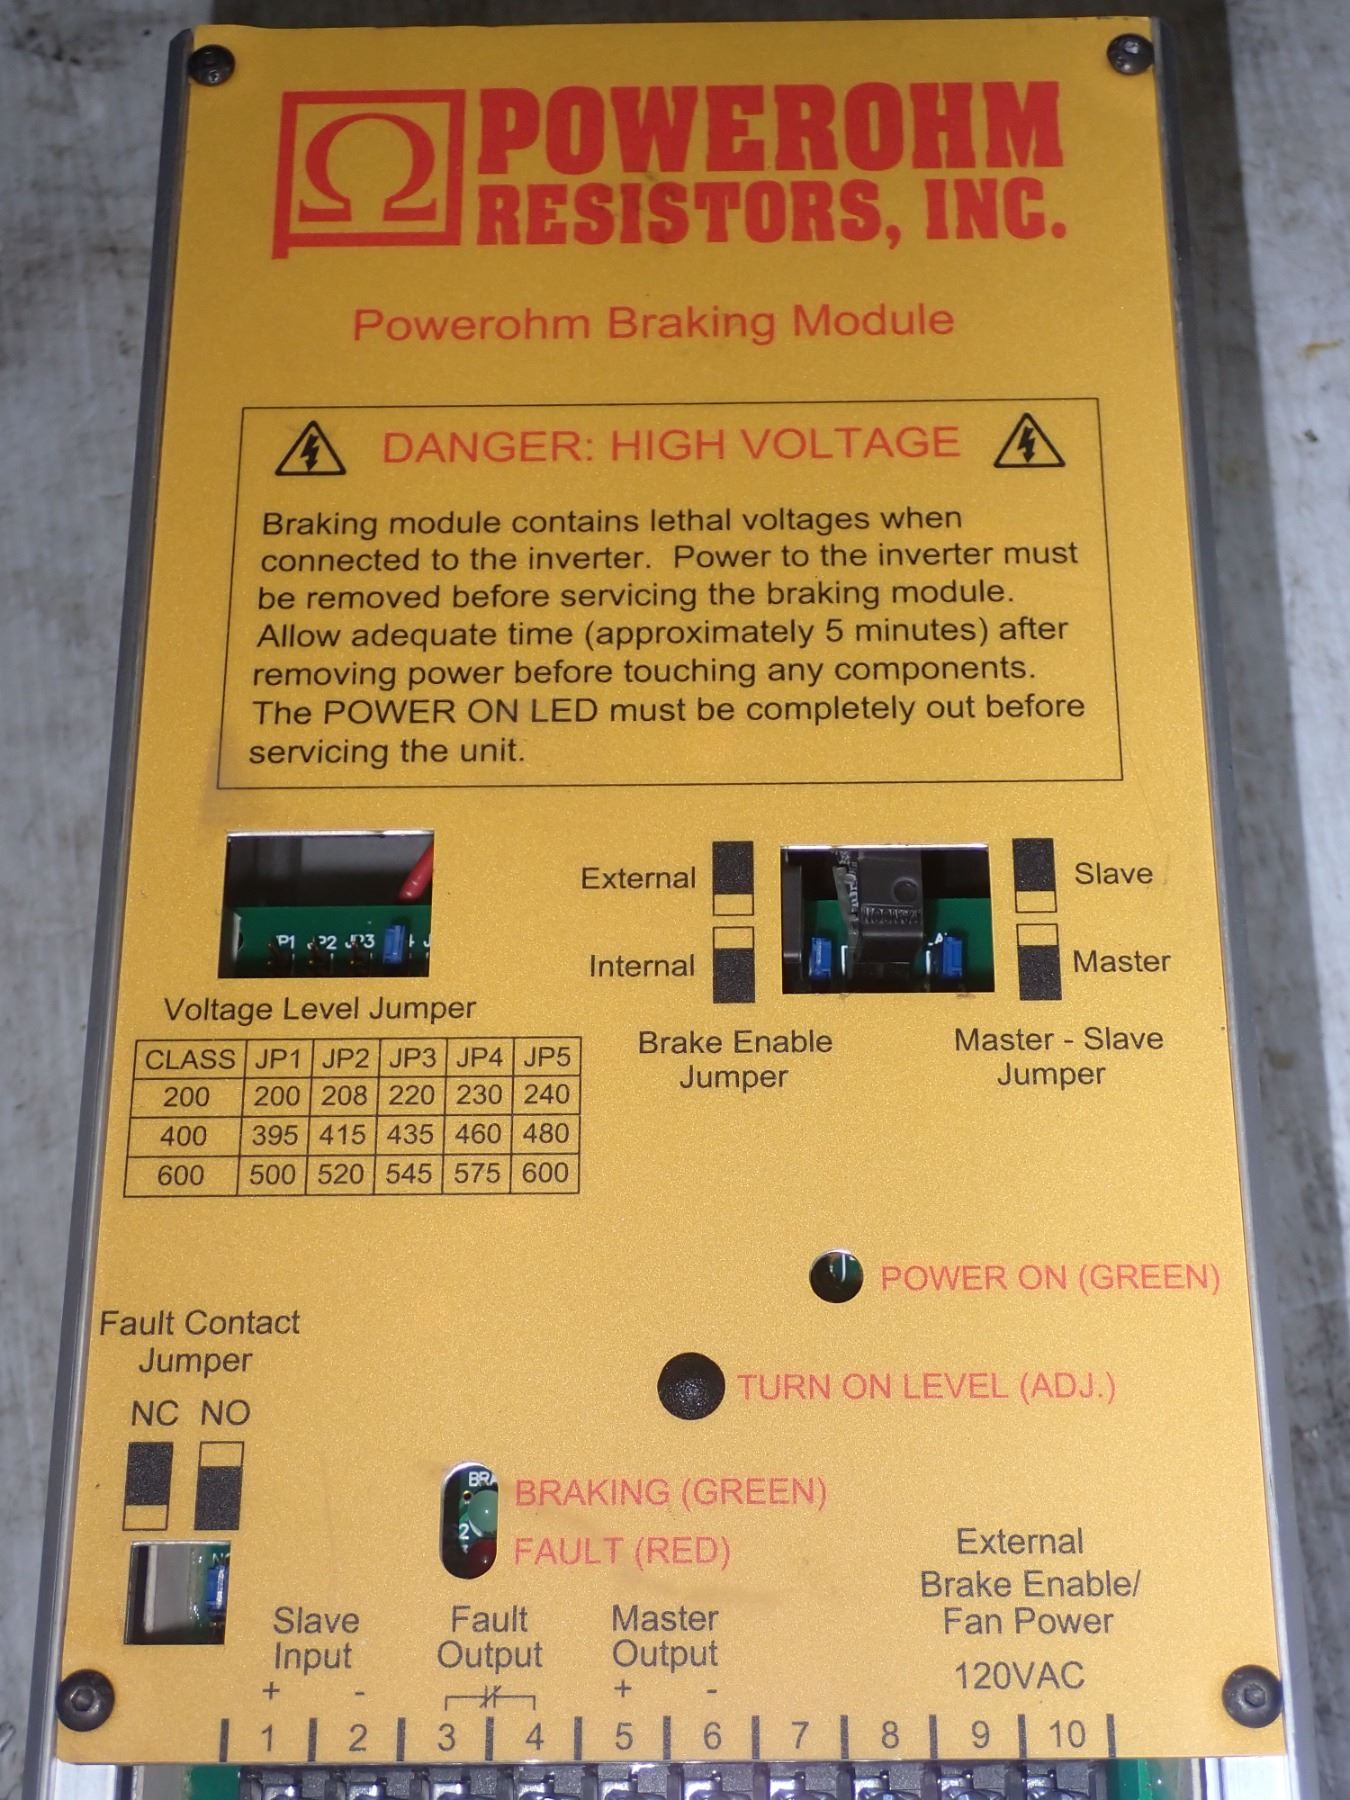 Ω POWEROHM
RESISTORS, INC.
Powerohm Braking Module
DANGER: HIGH VOLTAGE
Braking module contains lethal voltages when
connected to the inverter. Power to the inverter must
be removed before servicing the braking module.
Allow adequate time (approximately 5 minutes) after
removing power before touching any components.
The POWER ON LED must be completely out before
servicing the unit.
JP1 JP2 JP3
Voltage Level Jumper
CLASS JP1 JP2 JP3 JP4 JP5
200 200 208 220 230 240
400 395 415 435 460 480
600 500 520 545 575 600
External
Internal
Brake Enable
Jumper
Slave
Master
Master - Slave
Jumper
POWER ON (GREEN)
TURN ON LEVEL (ADJ.)
Fault Contact
Jumper
NC NO
BRA
2
BRAKING (GREEN)
FAULT (RED)
Slave
Input
+ -
Fault
Output
Master
Output
+ -
External
Brake Enable/
Fan Power
120VAC
1 2 3 4 5 6 7 8 9 10